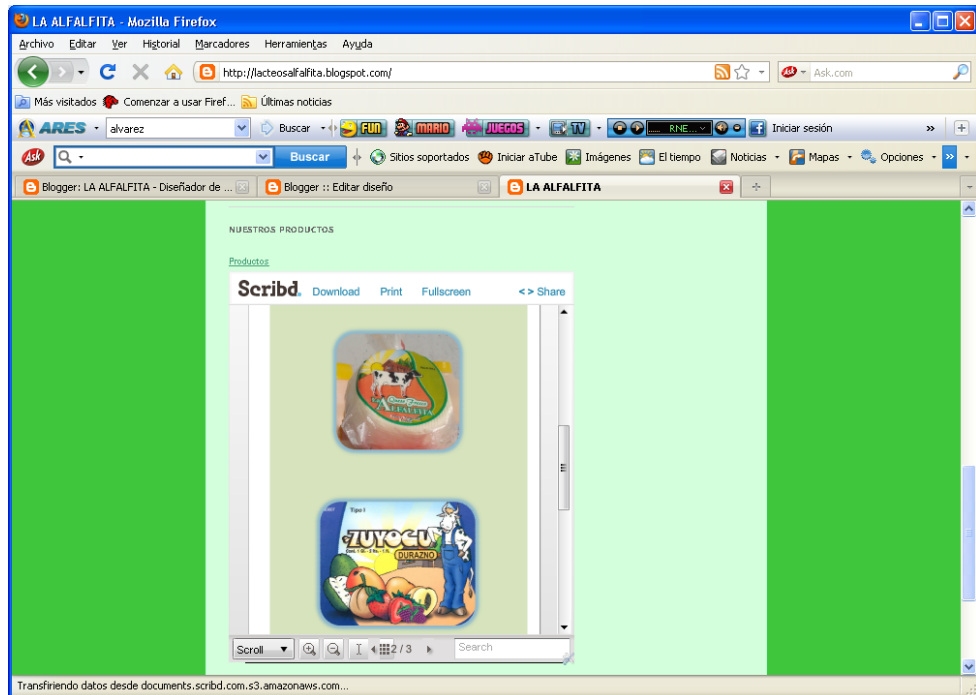 LA ALFALFITA - Mozilla Firefox
Archivo Editar Ver Historial Marcadores Herramientas Ayuda
http://lacteosalfalfita.blogspot.com/ Ask Ask.com
Más visitados Comenzar a usar Firef... Últimas noticias
ARES alvarez Buscar FUN MARIO JUEGOS TV RNE... Iniciar sesión »
Ask Buscar Sitios soportados Iniciar aTube Imágenes El tiempo Noticias Mapas Opciones »
Blogger: LA ALFALFITA - Diseñador de ... Blogger :: Editar diseño LA ALFALFITA
NUESTROS PRODUCTOS
Productos
Scribd. Download Print Fullscreen <> Share
ALFALFITA
Tipo I
ZUYOGU
DURAZNO
Scroll 2 / 3 Search
Transfiriendo datos desde documents.scribd.com.s3.amazonaws.com...